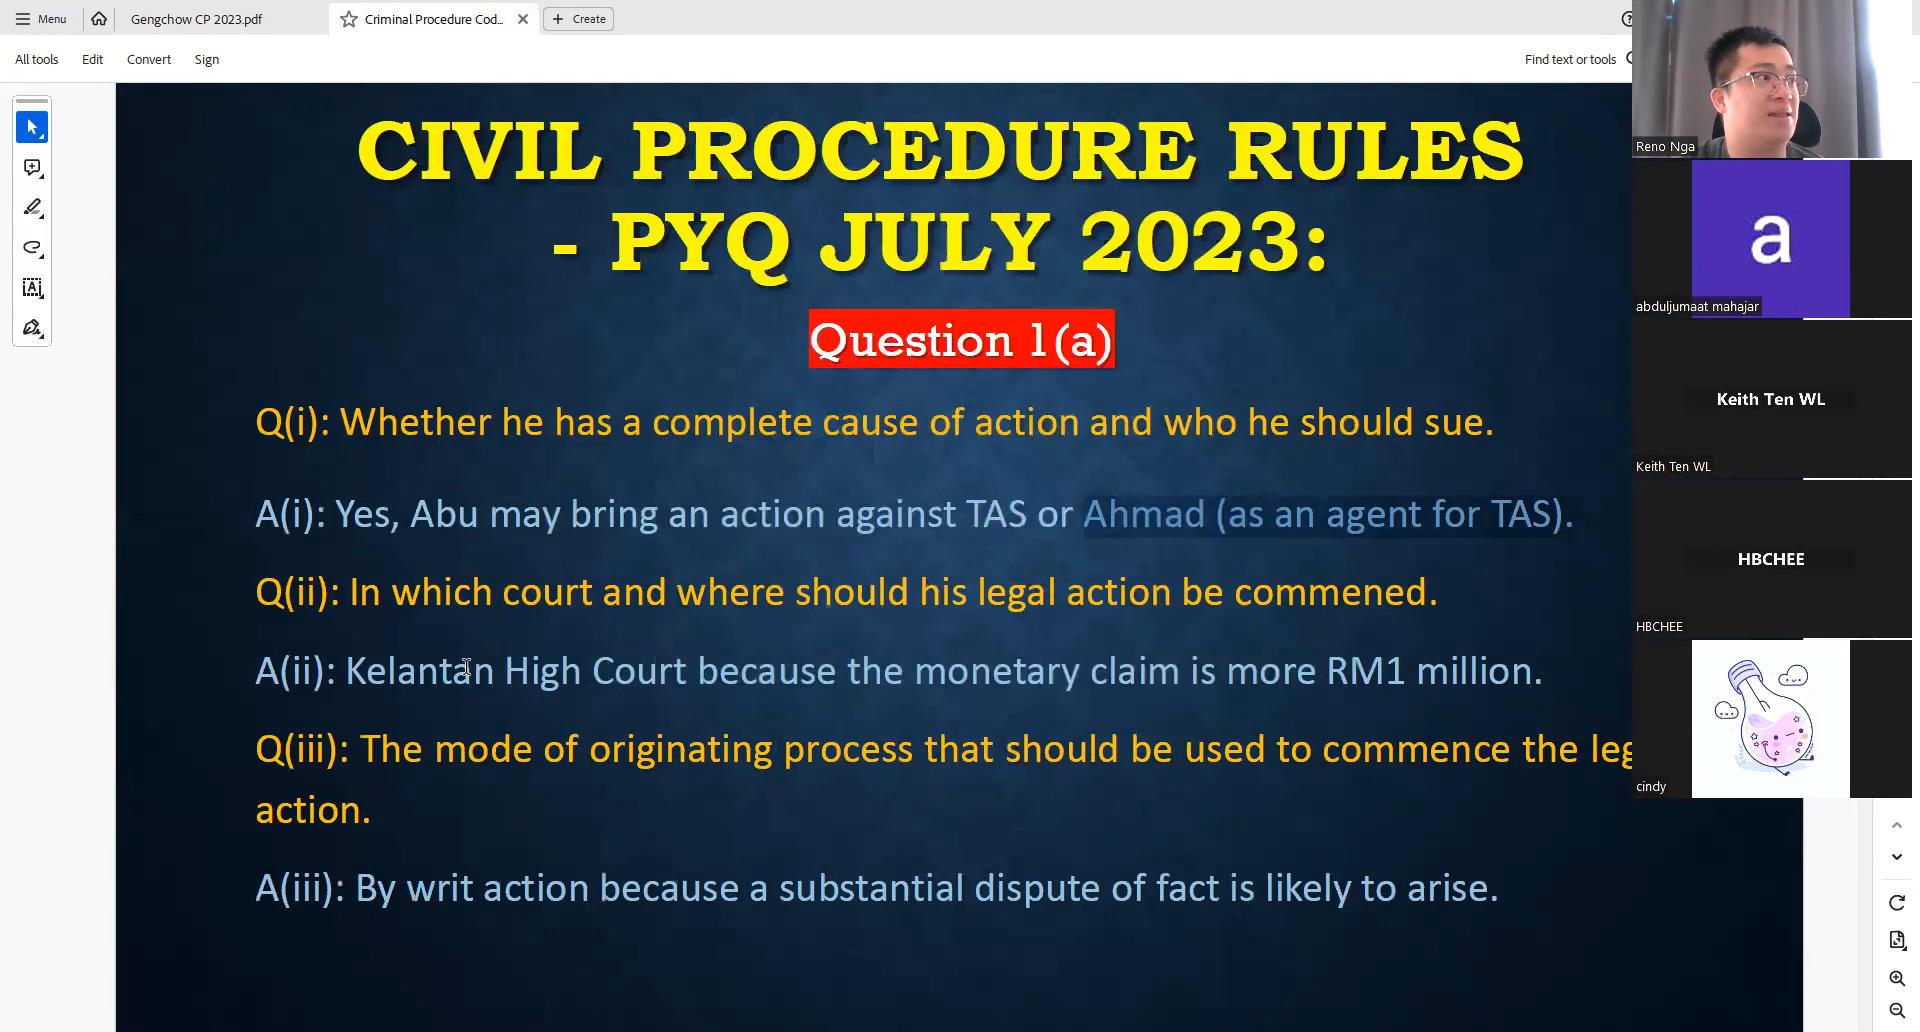 Menu
Gengchow CP 2023.pdf
Criminal Procedure Cod...
Create
All tools
Edit
Convert
Sign
Find text or tools
CIVIL PROCEDURE RULES
- PYQ JULY 2023:
Question 1(a)
Q(i): Whether he has a complete cause of action and who he should sue.
A(i): Yes, Abu may bring an action against TAS or Ahmad (as an agent for TAS).
Q(ii): In which court and where should his legal action be commened.
A(ii): Kelantan High Court because the monetary claim is more RM1 million.
Q(iii): The mode of originating process that should be used to commence the leg
action.
A(iii): By writ action because a substantial dispute of fact is likely to arise.
Reno Nga
a
abduljumaat mahajar
Keith Ten WL
Keith Ten WL
HBCHEE
HBCHEE
cindy